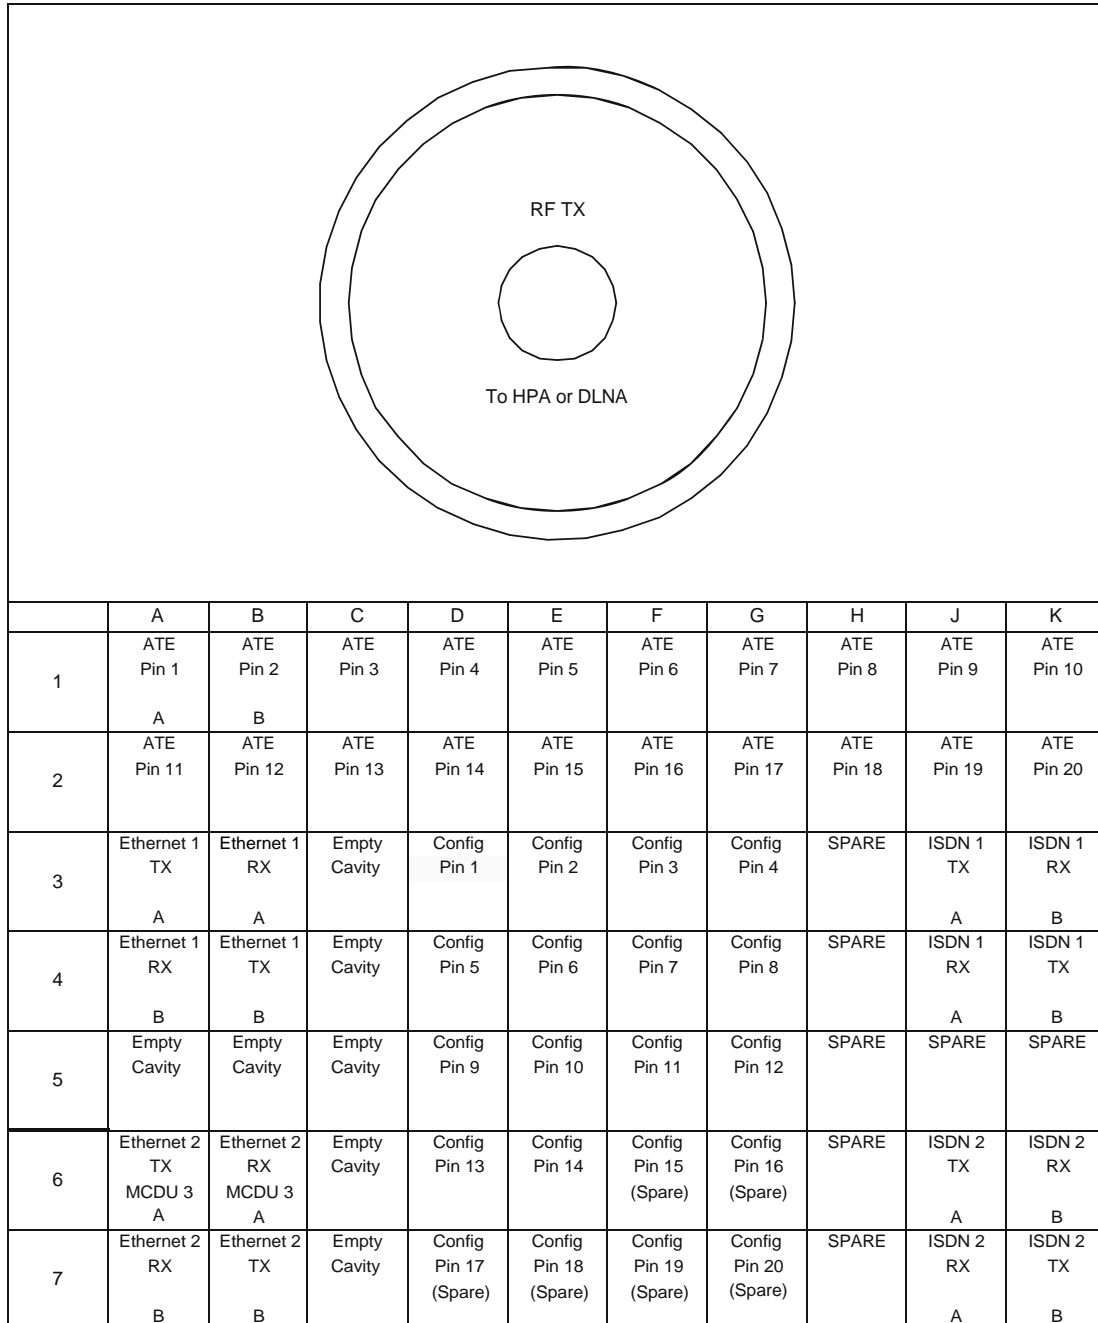 RF TX
To HPA or DLNA
A B C D E F G H J K
1
ATE Pin 1 A
ATE Pin 2 B
ATE Pin 3
ATE Pin 4
ATE Pin 5
ATE Pin 6
ATE Pin 7
ATE Pin 8
ATE Pin 9
ATE Pin 10
2
ATE Pin 11
ATE Pin 12
ATE Pin 13
ATE Pin 14
ATE Pin 15
ATE Pin 16
ATE Pin 17
ATE Pin 18
ATE Pin 19
ATE Pin 20
3
Ethernet 1 TX A
Ethernet 1 RX A
Empty Cavity
Config Pin 1
Config Pin 2
Config Pin 3
Config Pin 4
SPARE
ISDN 1 TX A
ISDN 1 RX B
4
Ethernet 1 RX B
Ethernet 1 TX B
Empty Cavity
Config Pin 5
Config Pin 6
Config Pin 7
Config Pin 8
SPARE
ISDN 1 RX A
ISDN 1 TX B
5
Empty Cavity
Empty Cavity
Empty Cavity
Config Pin 9
Config Pin 10
Config Pin 11
Config Pin 12
SPARE
SPARE
SPARE
6
Ethernet 2 TX MCDU 3 A
Ethernet 2 RX MCDU 3 A
Empty Cavity
Config Pin 13
Config Pin 14
Config Pin 15 (Spare)
Config Pin 16 (Spare)
SPARE
ISDN 2 TX A
ISDN 2 RX B
7
Ethernet 2 RX B
Ethernet 2 TX B
Empty Cavity
Config Pin 17 (Spare)
Config Pin 18 (Spare)
Config Pin 19 (Spare)
Config Pin 20 (Spare)
SPARE
ISDN 2 RX A
ISDN 2 TX B